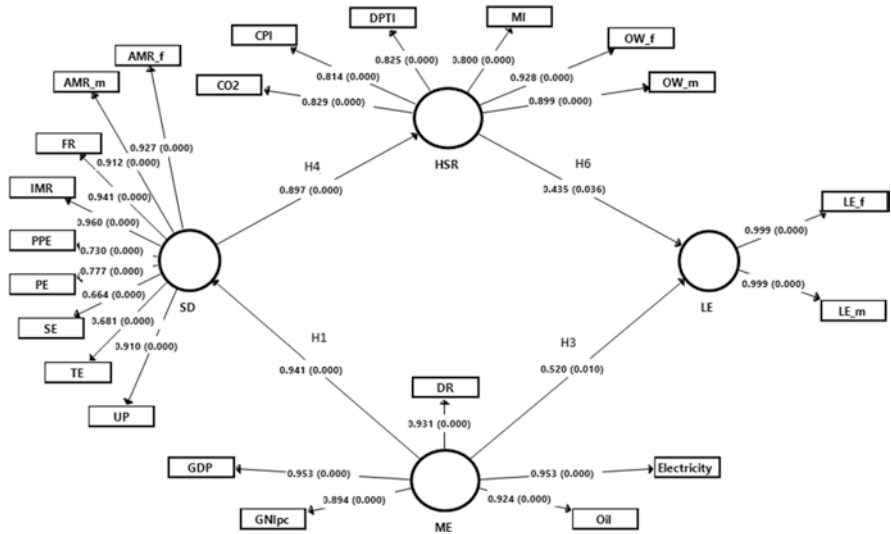 DPTI
MI
CPI
OW_f
AMR_f
0.825 (0.000)
0.800 (0.000)
AMR_m
CO2
0.814 (0.000)
0.928 (0.000)
OW_m
0.829 (0.000)
0.899 (0.000)
FR
0.927 (0.000)
0.912 (0.000)
HSR
H4
H6
IMR
0.941 (0.000)
0.897 (0.000)
0.435 (0.036)
LE_f
0.960 (0.000)
0.999 (0.000)
PPE
0.730 (0.000)
0.777 (0.000)
PE
0.999 (0.000)
0.664 (0.000)
SD
LE
LE_m
SE
0.681 (0.000)
0.910 (0.000)
H1
H3
TE
0.941 (0.000)
DR
0.520 (0.010)
UP
0.931 (0.000)
GDP
0.953 (0.000)
0.953 (0.000)
Electricity
0.894 (0.000)
0.924 (0.000)
GNIpc
ME
Oil